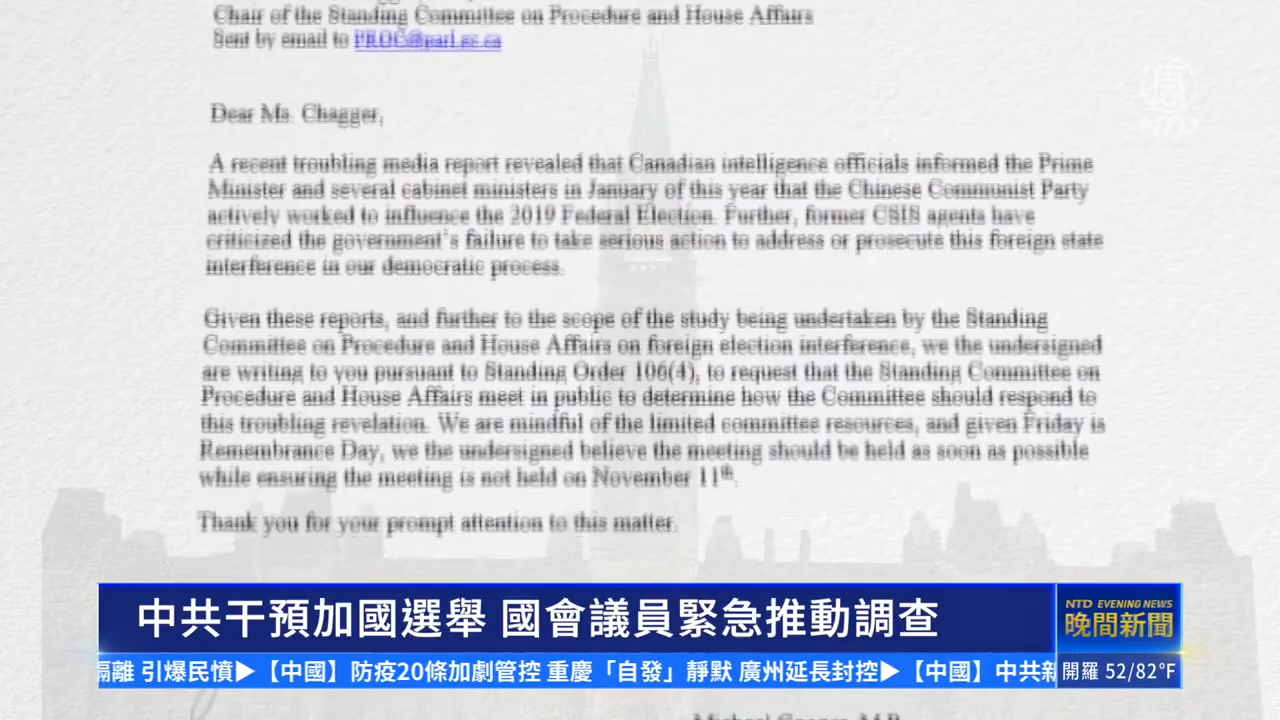 Chair of the Standing Committee on Procedure and House Affairs
Sent by email to PROC@parl.gc.ca
Dear Ms. Chagger,
A recent troubling media report revealed that Canadian intelligence officials informed the Prime
Minister and several cabinet ministers in January of this year that the Chinese Communist Party
actively worked to influence the 2019 Federal Election. Further, former CSIS agents have
criticized the government's failure to take serious action to address or prosecute this foreign state
interference in our democratic process.
Given these reports, and further to the scope of the study being undertaken by the Standing
Committee on Procedure and House Affairs on foreign election interference, we the undersigned
are writing to you pursuant to Standing Order 106(4), to request that the Standing Committee on
Procedure and House Affairs meet in public to determine how the Committee should respond to
this troubling revelation. We are mindful of the limited committee resources, and given Friday is
Remembrance Day, we the undersigned believe the meeting should be held as soon as possible
while ensuring the meeting is not held on November 11th.
Thank you for your prompt attention to this matter.
中共干預加國選舉 國會議員緊急推動調查
NTD EVENING NEWS
晚間新聞
隔離 引爆民憤▶【中國】防疫20條加劇管控 重慶「自發」靜默 廣州延長封控▶【中國】中共新
開羅 52/82°F